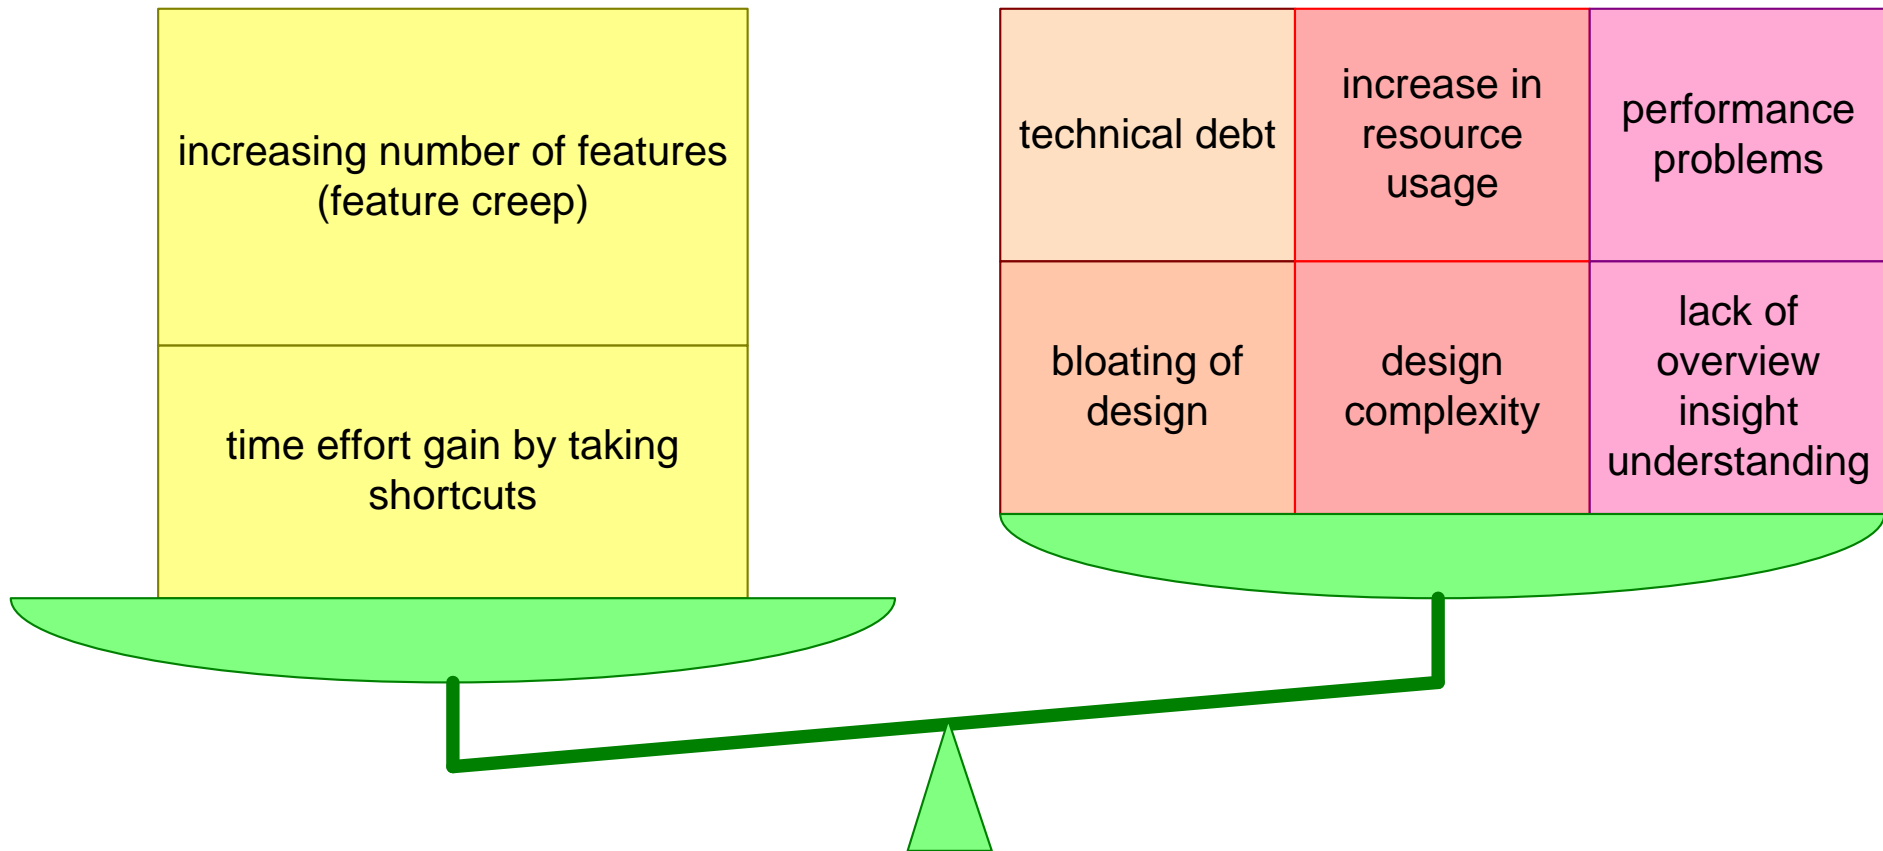 increasing number of features
(feature creep)
time effort gain by taking
shortcuts
technical debt
increase in
resource
usage
performance
problems
bloating of
design
design
complexity
lack of
overview
insight
understanding